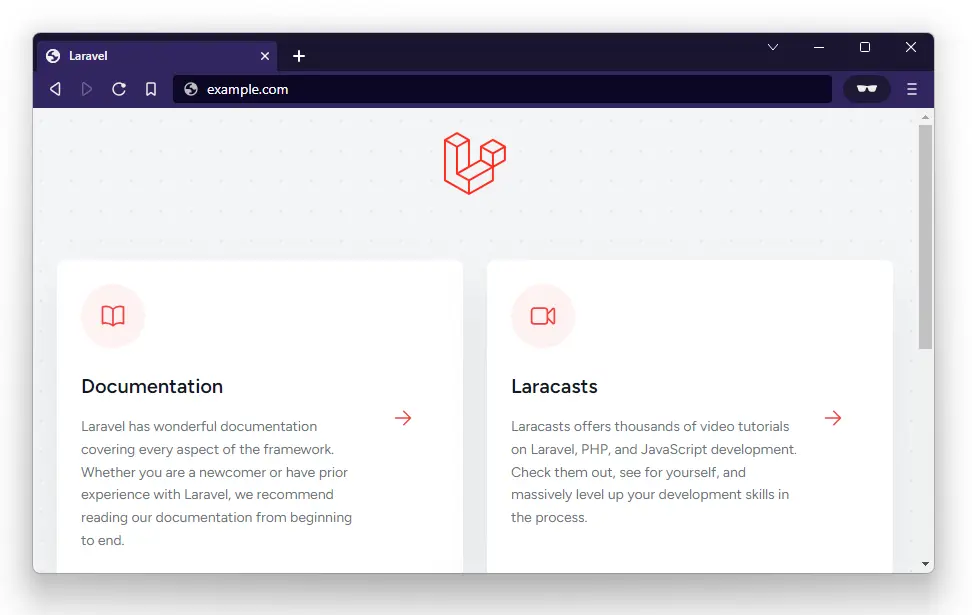 Laravel
example.com
Documentation
Laravel has wonderful documentation
covering every aspect of the framework.
Whether you are a newcomer or have prior
experience with Laravel, we recommend
reading our documentation from beginning
to end.
Laracasts
Laracasts offers thousands of video tutorials
on Laravel, PHP, and JavaScript development.
Check them out, see for yourself, and
massively level up your development skills in
the process.